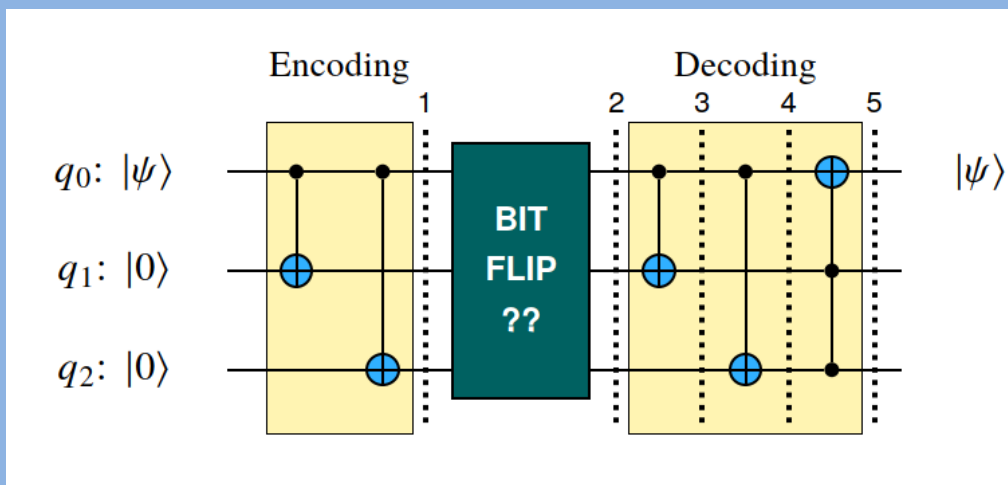 Encoding Decoding
1 2 3 4 5
q₀: |ψ⟩ |ψ⟩
BIT
FLIP
??
q₁: |0⟩
q₂: |0⟩